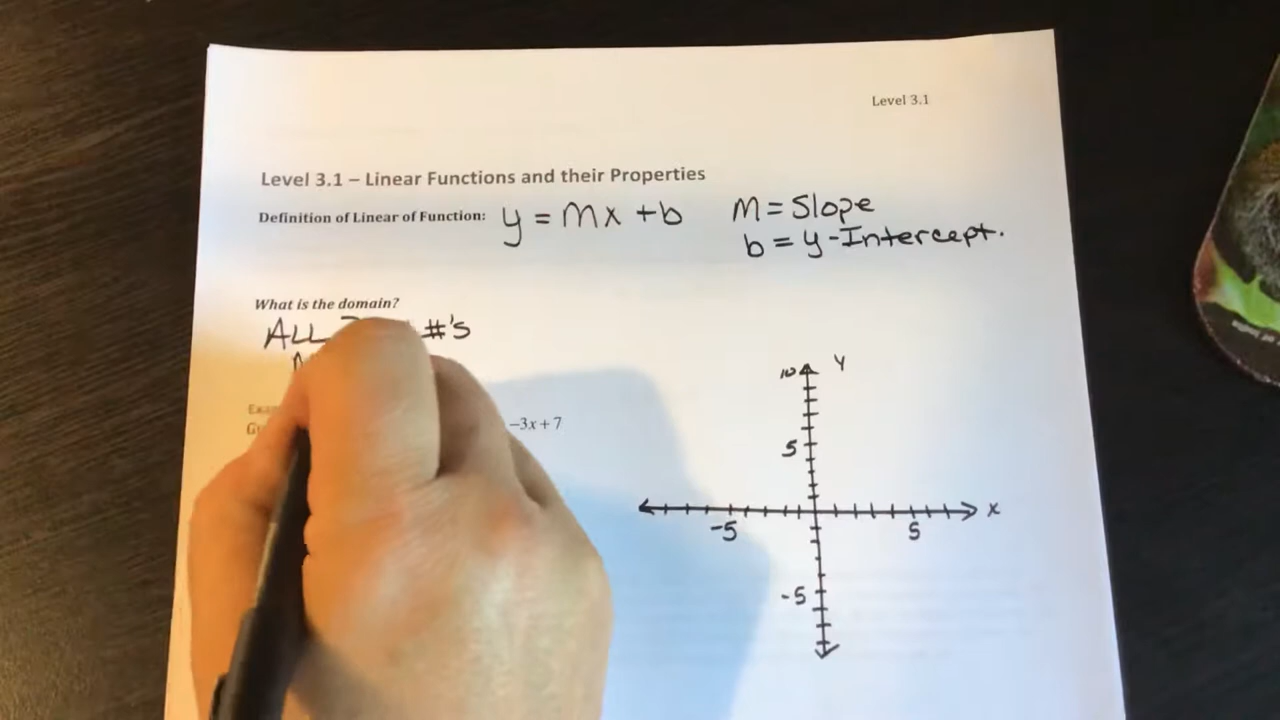 Level 3.1
Level 3.1 – Linear Functions and their Properties
Definition of Linear of Function: y = mx + b
M = Slope
b = y-Intercept.
What is the domain?
ALL #'s
-3x + 7
10 Y
5
-5 5 x
-5